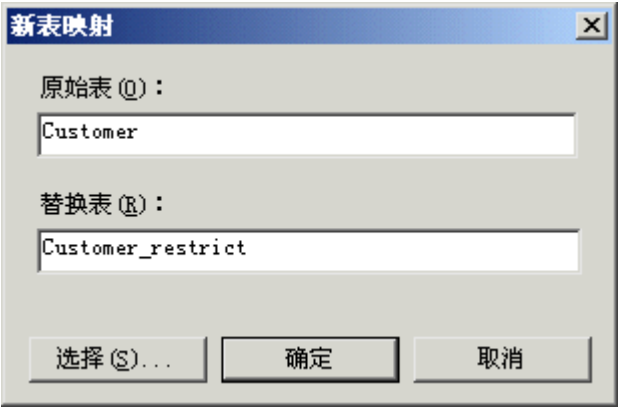 新表映射
原始表(O)：
Customer
替换表(R)：
Customer_restrict
选择(S)... 确定 取消